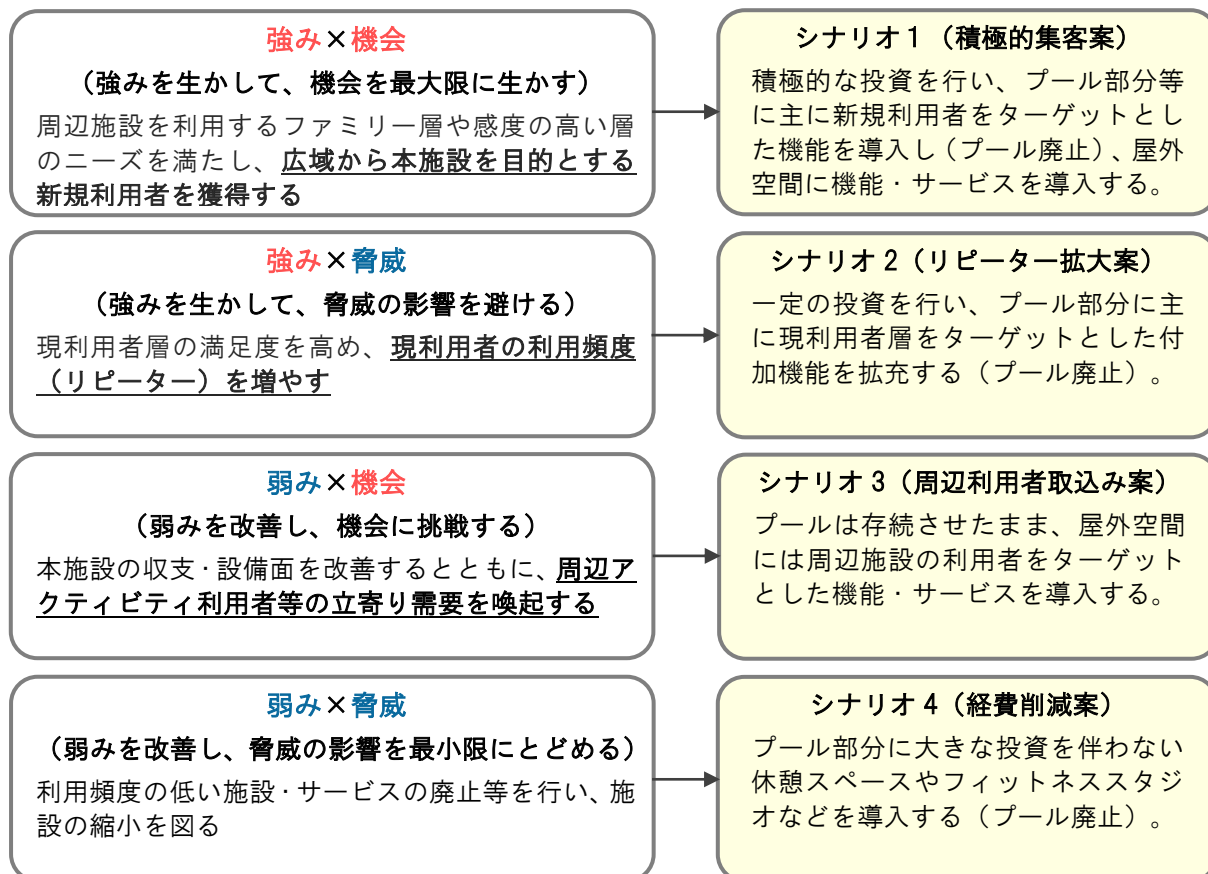 強み×機会
（強みを生かして、機会を最大限に生かす）
周辺施設を利用するファミリー層や感度の高い層
のニーズを満たし、広域から本施設を目的とする
新規利用者を獲得する
シナリオ１（積極的集客案）
積極的な投資を行い、プール部分等
に主に新規利用者をターゲットとし
た機能を導入し（プール廃止）、屋外
空間に機能・サービスを導入する。
強み×脅威
（強みを生かして、脅威の影響を避ける）
現利用者層の満足度を高め、現利用者の利用頻度
（リピーター）を増やす
シナリオ２（リピーター拡大案）
一定の投資を行い、プール部分に主
に現利用者層をターゲットとした付
加機能を拡充する（プール廃止）。
弱み×機会
（弱みを改善し、機会に挑戦する）
本施設の収支・設備面を改善するとともに、周辺ア
クティビティ利用者等の立寄り需要を喚起する
シナリオ３（周辺利用者取込み案）
プールは存続させたまま、屋外空間
には周辺施設の利用者をターゲット
とした機能・サービスを導入する。
弱み×脅威
（弱みを改善し、脅威の影響を最小限にとどめる）
利用頻度の低い施設・サービスの廃止等を行い、施
設の縮小を図る
シナリオ４（経費削減案）
プール部分に大きな投資を伴わない
休憩スペースやフィットネススタジ
オなどを導入する（プール廃止）。